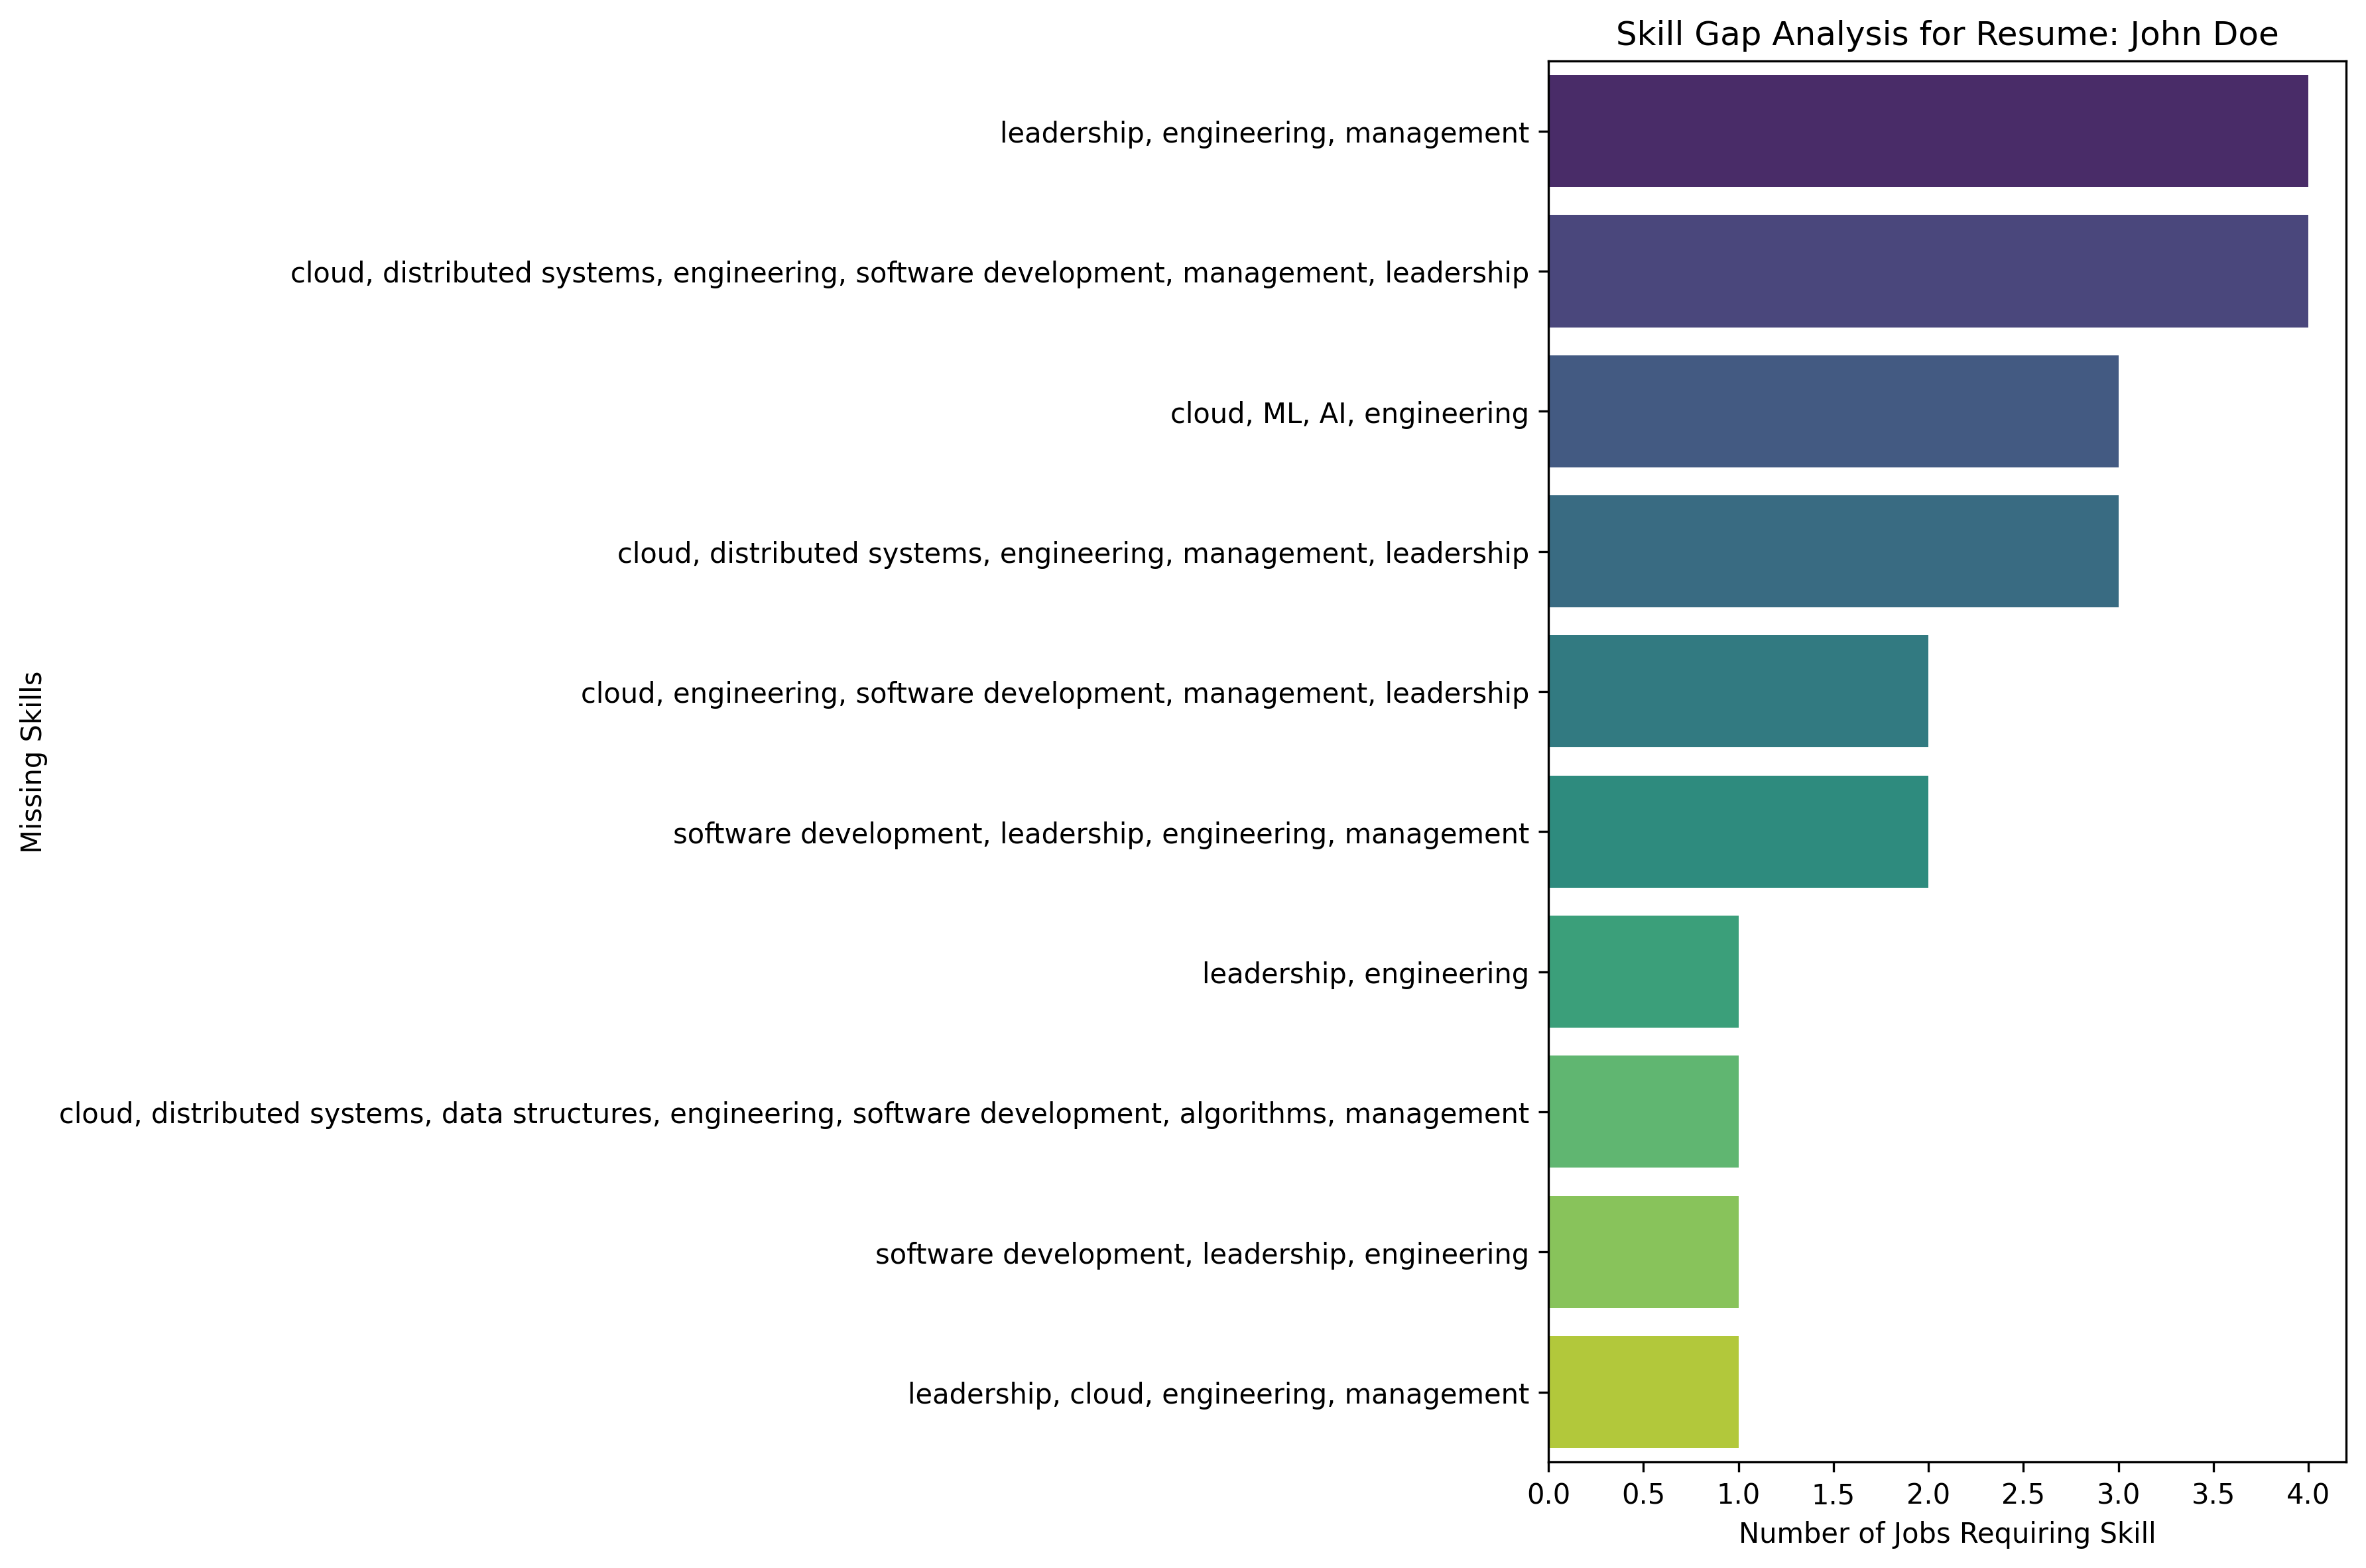 Skill Gap Analysis for Resume: John Doe
leadership, engineering, management
cloud, distributed systems, engineering, software development, management, leadership
cloud, ML, AI, engineering
cloud, distributed systems, engineering, management, leadership
cloud, engineering, software development, management, leadership
software development, leadership, engineering, management
leadership, engineering
cloud, distributed systems, data structures, engineering, software development, algorithms, management
software development, leadership, engineering
leadership, cloud, engineering, management
Missing Skills
0.0 0.5 1.0 1.5 2.0 2.5 3.0 3.5 4.0
Number of Jobs Requiring Skill